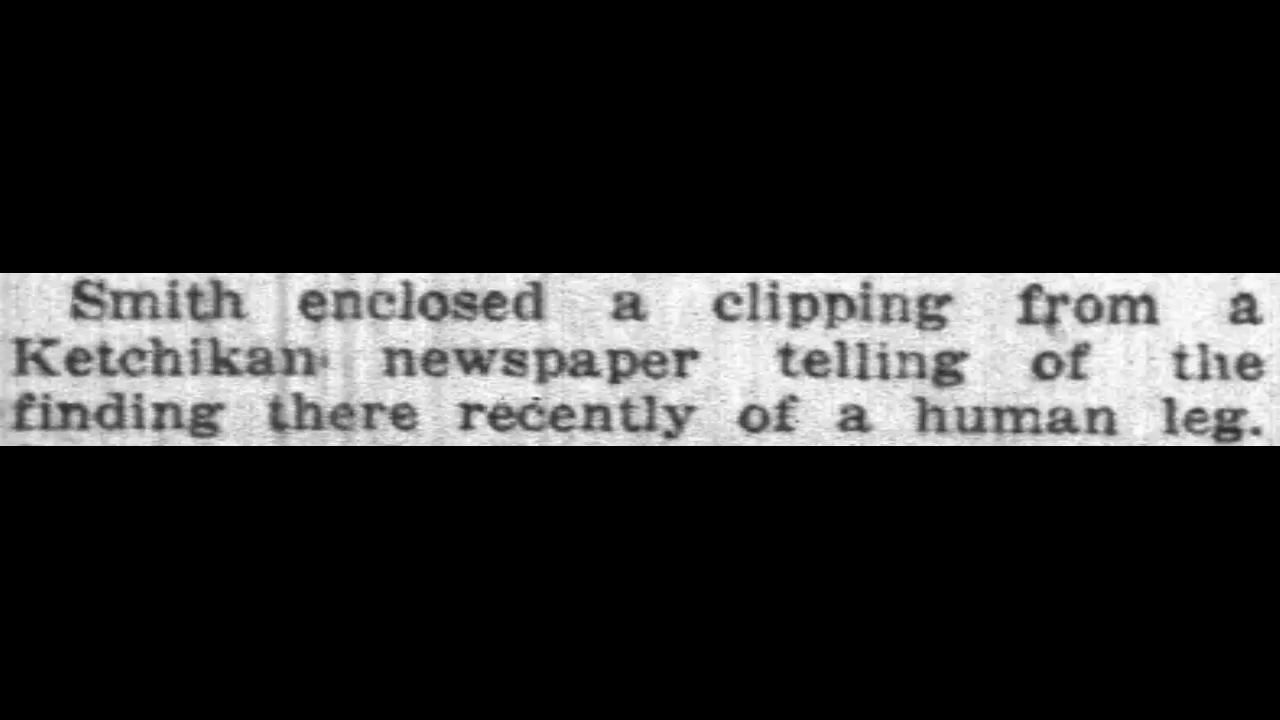 Smith enclosed a clipping from a
Ketchikan newspaper telling of the
finding there recently of a human leg.